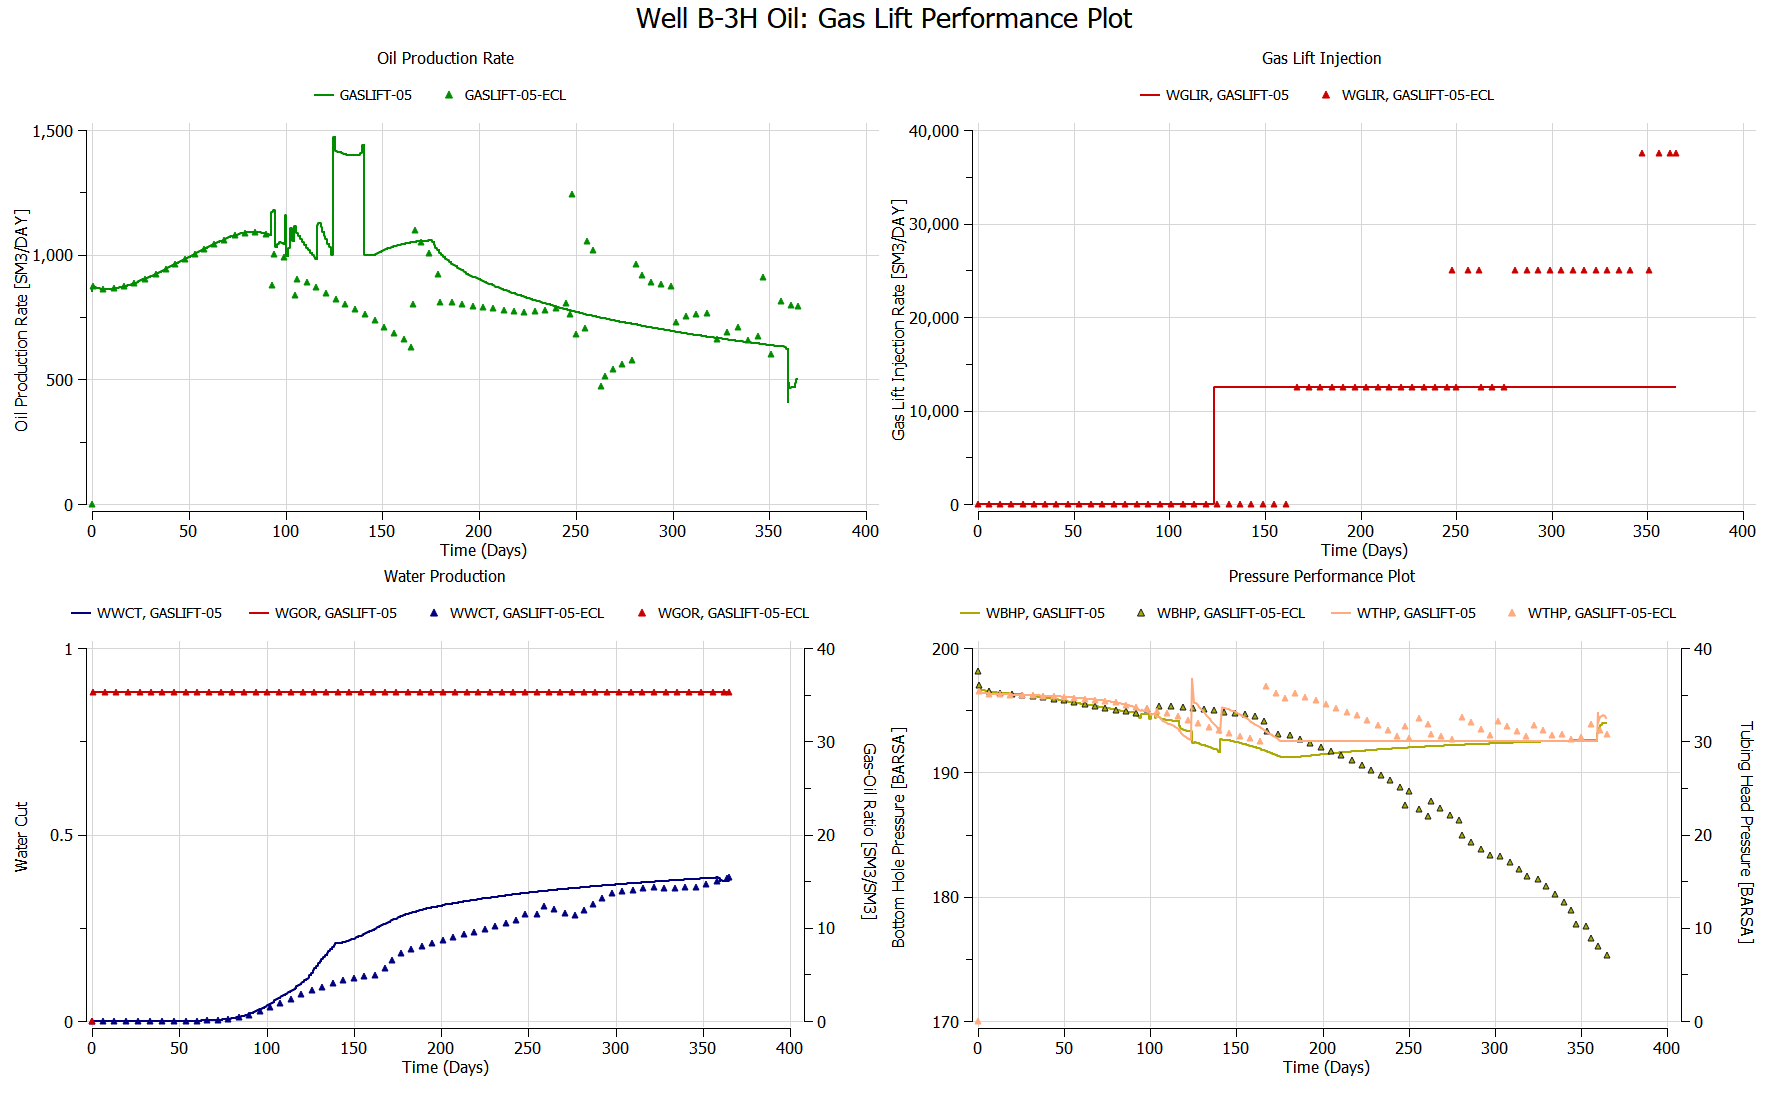 Well B-3H Oil: Gas Lift Performance Plot
Oil Production Rate
GASLIFT-05
GASLIFT-05-ECL
Oil Production Rate [SM3/DAY]
1,500
1,000
500
0
0 50 100 150 200 250 300 350 400
Time (Days)
Gas Lift Injection
WGLIR, GASLIFT-05
WGLIR, GASLIFT-05-ECL
Gas Lift Injection Rate [SM3/DAY]
40,000
30,000
20,000
10,000
0
0 50 100 150 200 250 300 350 400
Time (Days)
Water Production
WWCT, GASLIFT-05
WGOR, GASLIFT-05
WWCT, GASLIFT-05-ECL
WGOR, GASLIFT-05-ECL
Water Cut
1
0.5
0
40
30
20
10
0
Gas-Oil Ratio [SM3/SM3]
0 50 100 150 200 250 300 350 400
Time (Days)
Pressure Performance Plot
WBHP, GASLIFT-05
WBHP, GASLIFT-05-ECL
WTHP, GASLIFT-05
WTHP, GASLIFT-05-ECL
Bottom Hole Pressure [BARSA]
200
190
180
170
40
30
20
10
0
Tubing Head Pressure [BARSA]
0 50 100 150 200 250 300 350 400
Time (Days)